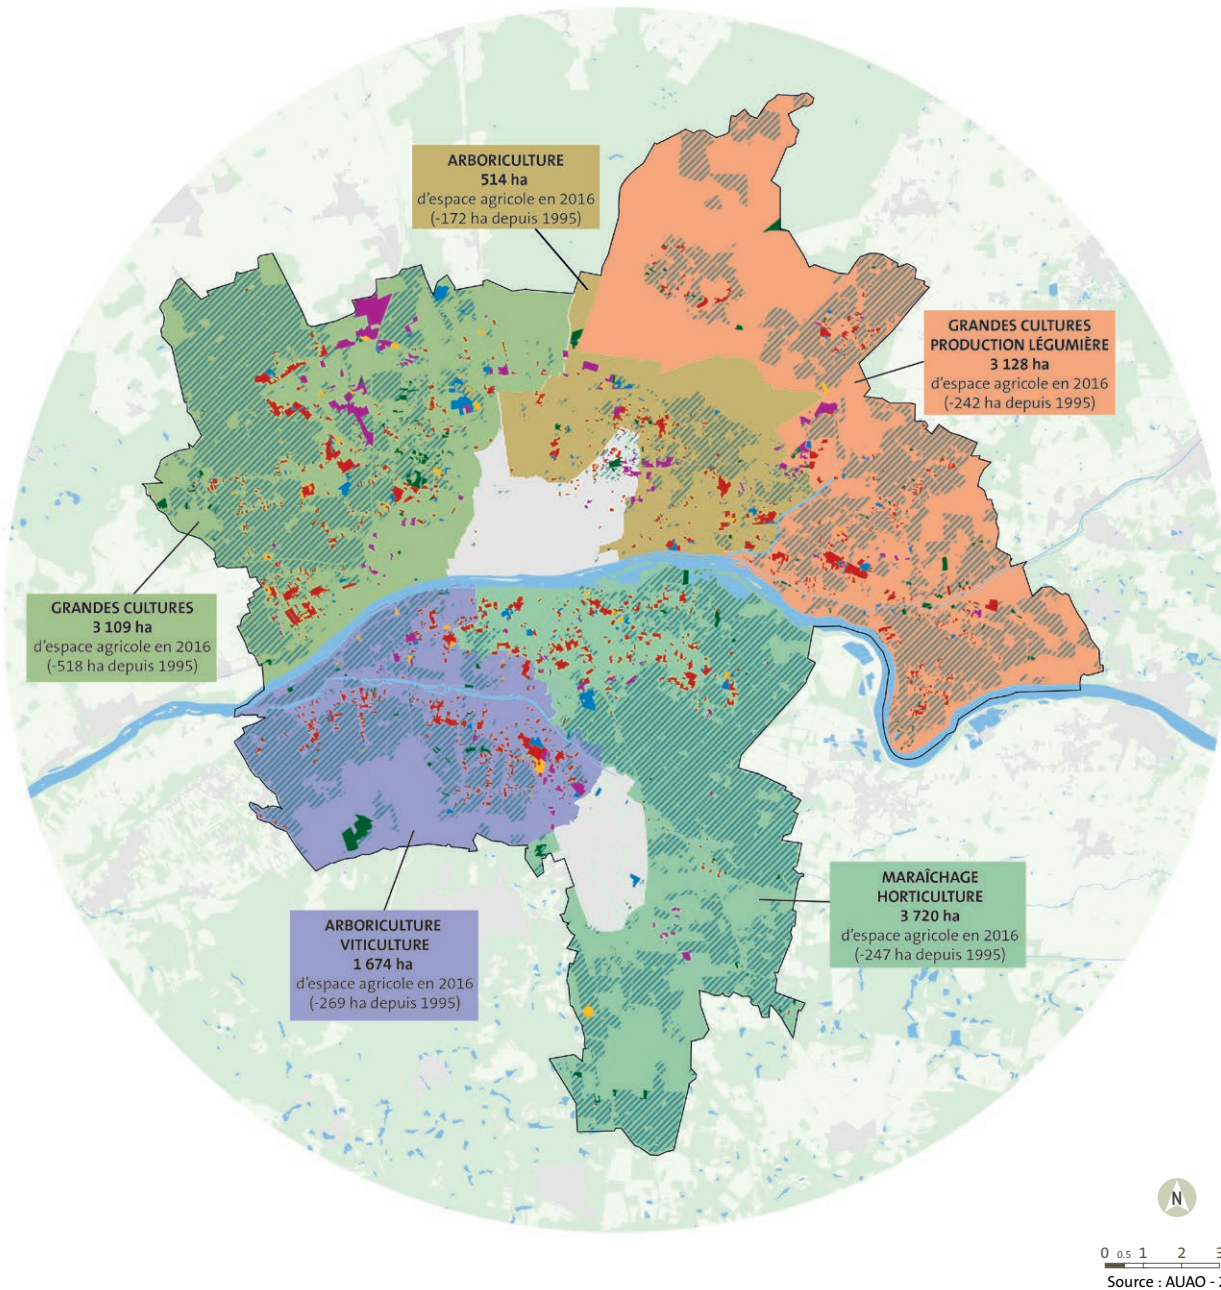 ARBORICULTURE
514 ha
d'espace agricole en 2016
(-172 ha depuis 1995)
GRANDES CULTURES
PRODUCTION LÉGUMIÈRE
3 128 ha
d'espace agricole en 2016
(-242 ha depuis 1995)
GRANDES CULTURES
3 109 ha
d'espace agricole en 2016
(-518 ha depuis 1995)
MARAÎCHAGE
HORTICULTURE
3 720 ha
d'espace agricole en 2016
(-247 ha depuis 1995)
ARBORICULTURE
VITICULTURE
1 674 ha
d'espace agricole en 2016
(-269 ha depuis 1995)
N
0 0.5 1 2 3
Source : AUAO - 2